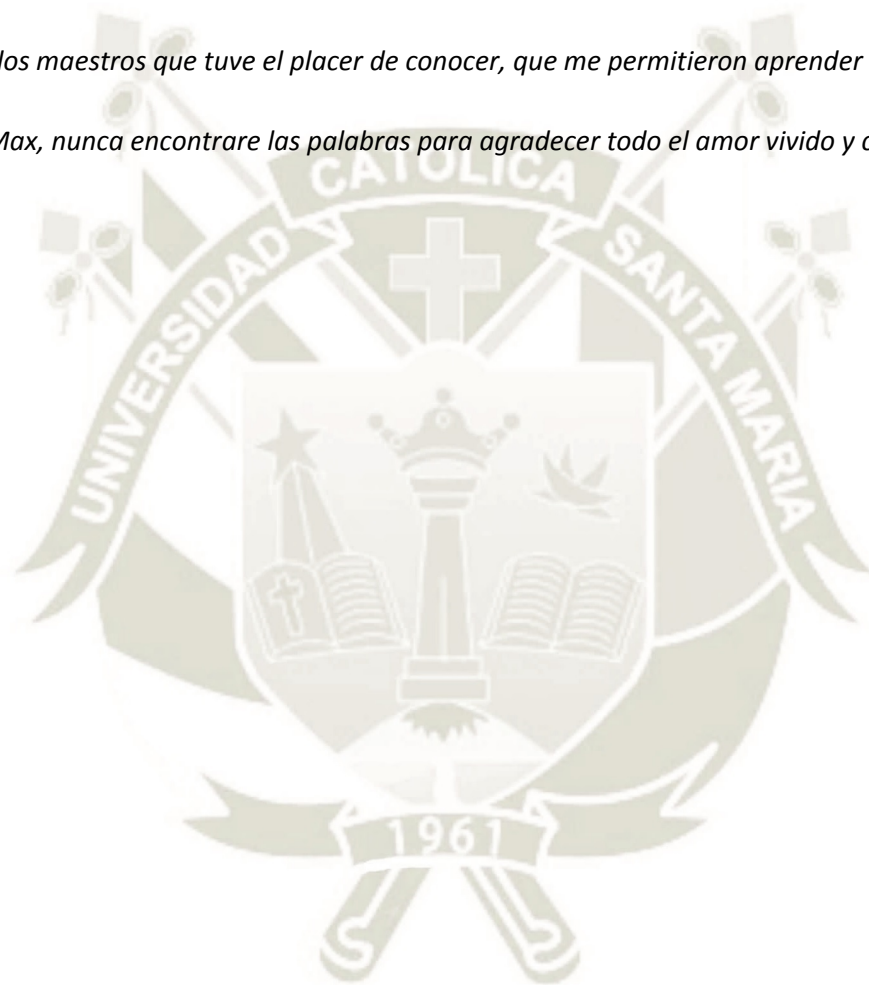 los maestros que tuve el placer de conocer, que me permitieron aprender
Max, nunca encontrare las palabras para agradecer todo el amor vivido y
CATOLICA
UNIVERSIDAD
SANTA MARIA
1961